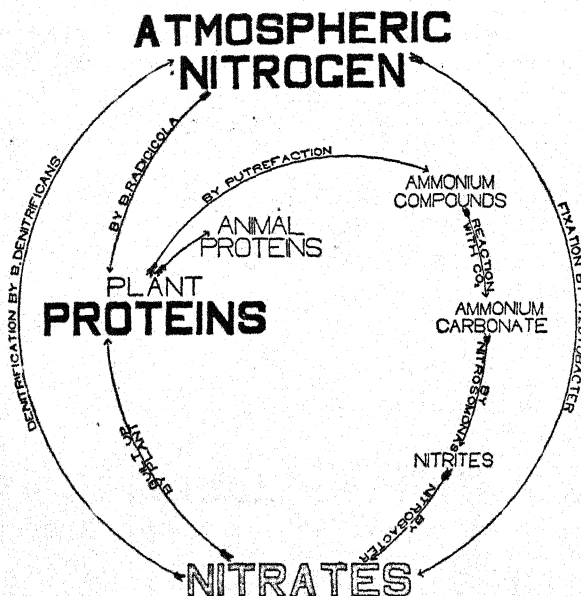 ATMOSPHERIC
NITROGEN
DENITRIFICATION BY B. DENITRIFICANS
BY B. RADICICOLA
BY PUTREFACTION
AMMONIUM
COMPOUNDS
ANIMAL
PROTEINS
REACTION
WITH CO₂
PLANT
PROTEINS
AMMONIUM
CARBONATE
FIXATION BY AZOTOBACTER
BY
NITROSOMONAS
BUILT UP
BY PLANT
NITRITES
BY
NITROBACTER
NITRATES